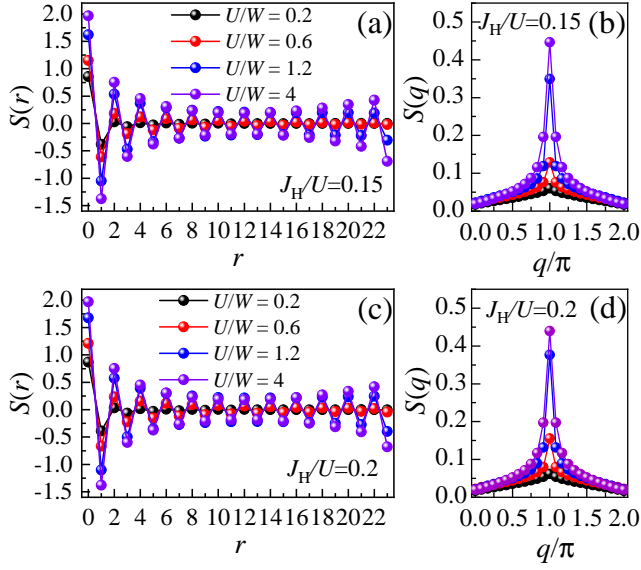 (a)
U/W = 0.2
U/W = 0.6
U/W = 1.2
U/W = 4
2.0
1.5
1.0
0.5
0.0
-0.5
-1.0
-1.5
S(r)
J_H/U=0.15
0 2 4 6 8 10 12 14 16 18 20 22
r
J_H/U=0.15
(b)
0.5
0.4
0.3
0.2
0.1
0.0
S(q)
0.0 0.5 1.0 1.5 2.0
q/π
(c)
U/W = 0.2
U/W = 0.6
U/W = 1.2
U/W = 4
2.0
1.5
1.0
0.5
0.0
-0.5
-1.0
-1.5
S(r)
J_H/U=0.2
0 2 4 6 8 10 12 14 16 18 20 22
r
J_H/U=0.2
(d)
0.5
0.4
0.3
0.2
0.1
0.0
S(q)
0.0 0.5 1.0 1.5 2.0
q/π